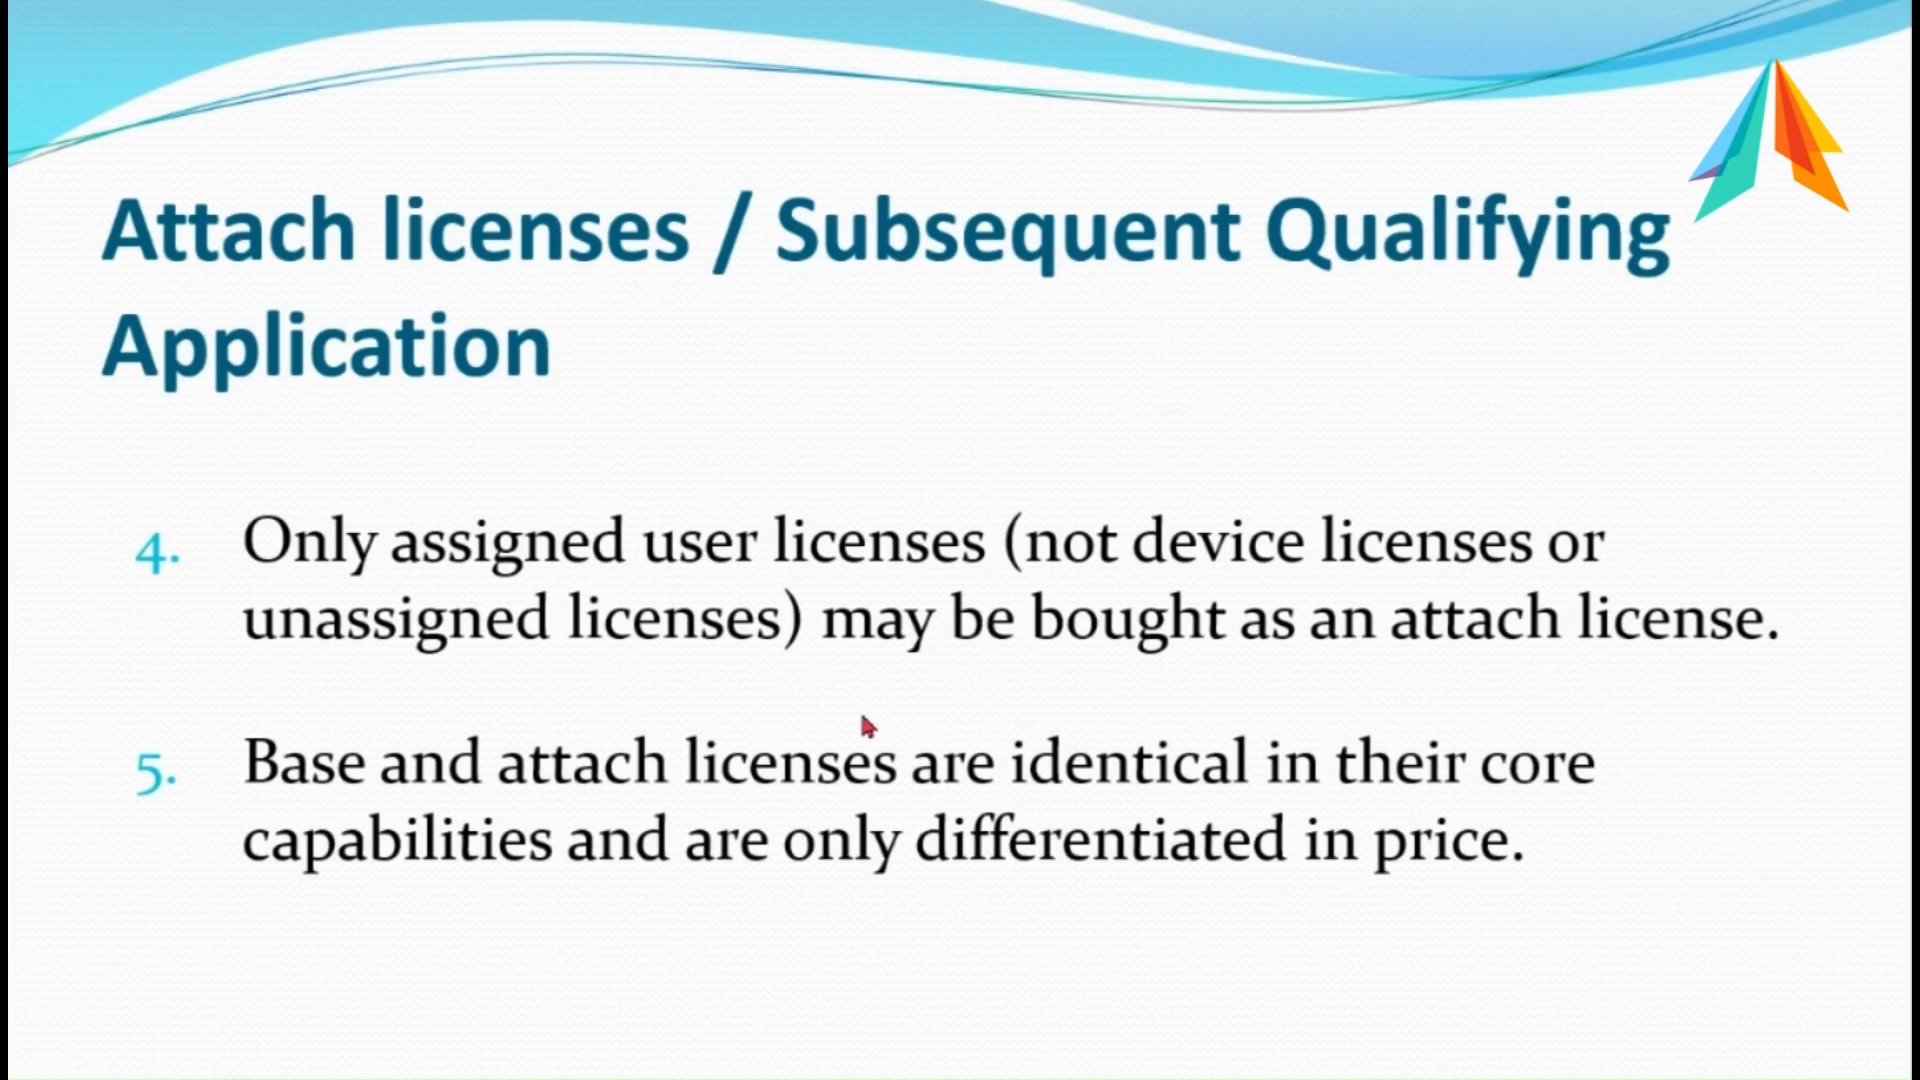 Attach licenses / Subsequent Qualifying
Application
4. Only assigned user licenses (not device licenses or
unassigned licenses) may be bought as an attach license.
5. Base and attach licenses are identical in their core
capabilities and are only differentiated in price.